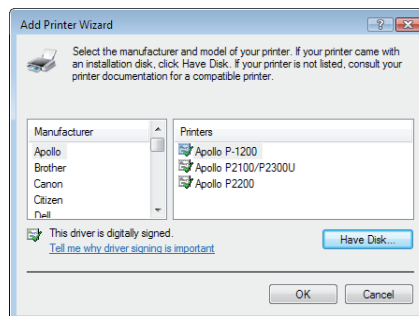 Add Printer Wizard
Select the manufacturer and model of your printer. If your printer came with
an installation disk, click Have Disk. If your printer is not listed, consult your
printer documentation for a compatible printer.
Manufacturer
Apollo
Brother
Canon
Citizen
Dell
Printers
Apollo P-1200
Apollo P2100/P2300U
Apollo P2200
This driver is digitally signed.
Tell me why driver signing is important
Have Disk...
OK
Cancel